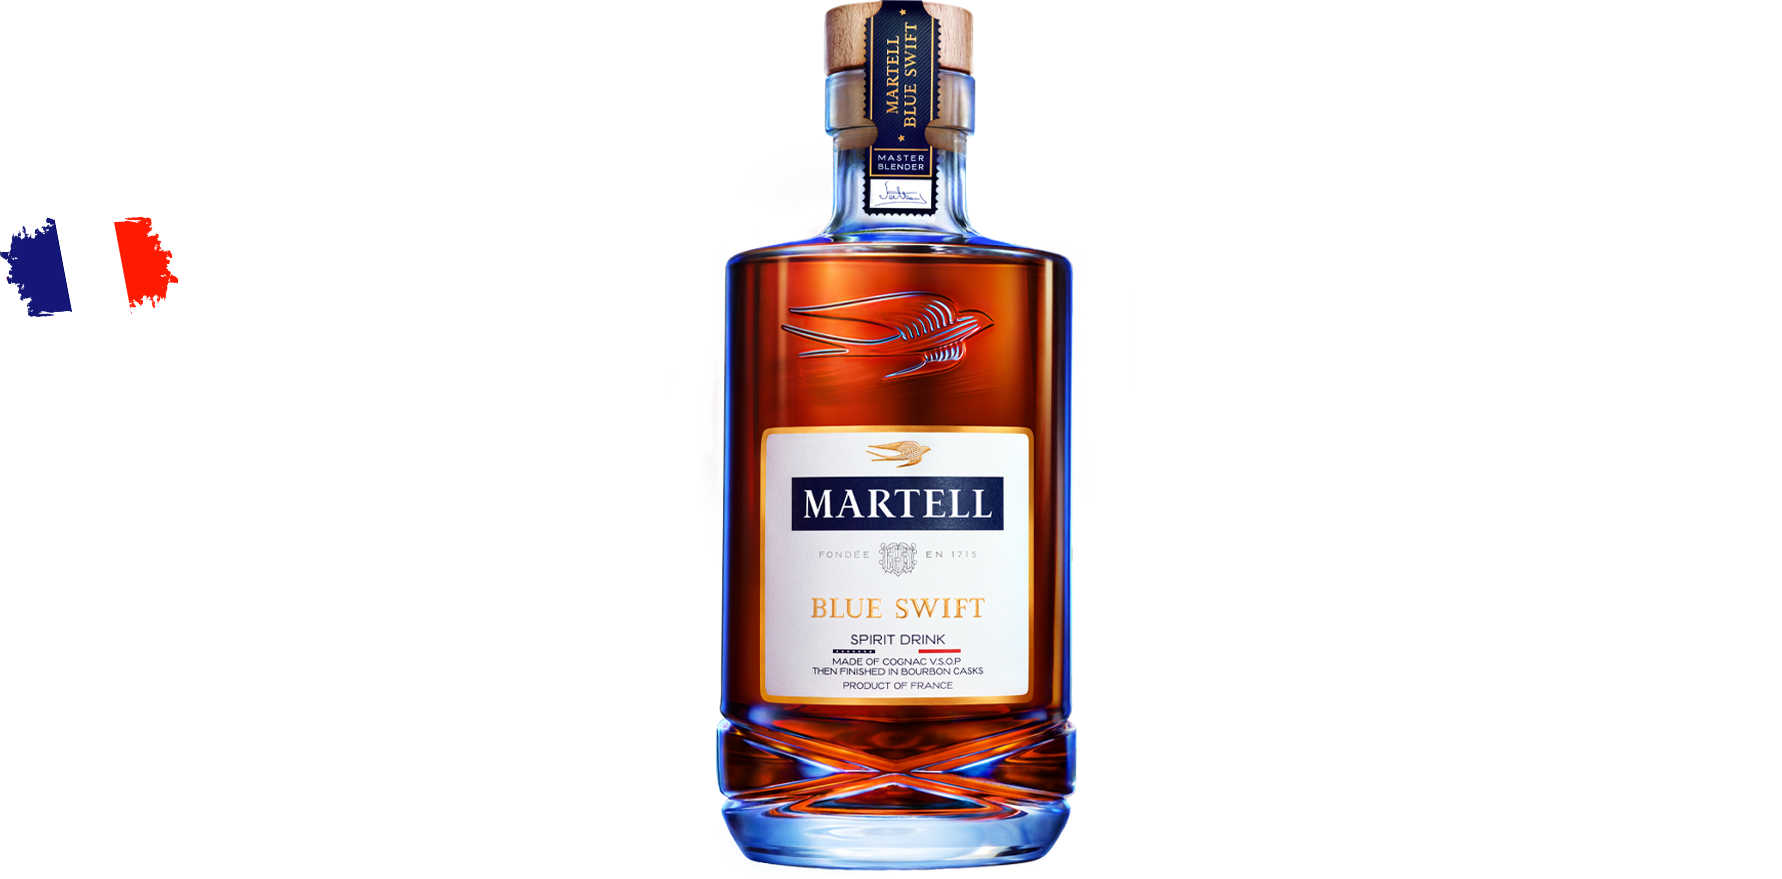 MARTELL
BLUE SWIFT
MASTER
BLENDER
MARTELL
FONDÉE EN 1715
BLUE SWIFT
SPIRIT DRINK
MADE OF COGNAC V.S.O.P
THEN FINISHED IN BOURBON CASKS
PRODUCT OF FRANCE